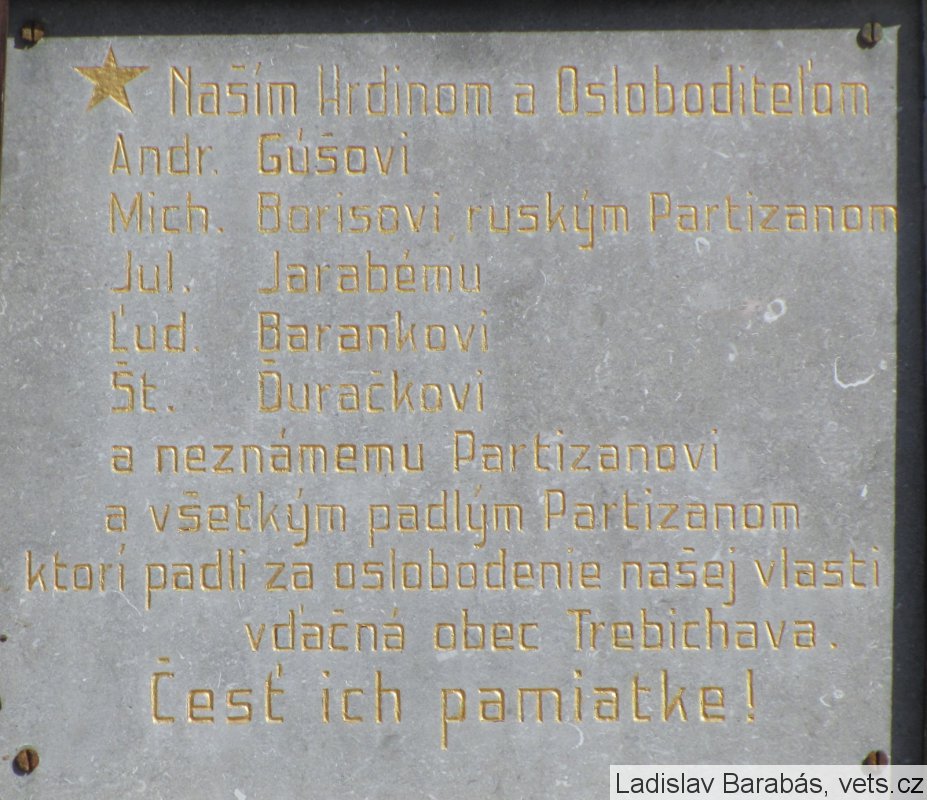 Naším Hrdinom a Osloboditeľom
Andr. Gúšovi
Mich. Borisovi, ruským Partizanom
Jul. Jarabému
Ľud. Barankovi
Št. Ďuračkovi
a neznámemu Partizanovi
a všetkým padlým Partizanom
ktorí padli za oslobodenie našej vlasti
vďačná obec Trebichava.
Česť ich pamiatke!
Ladislav Barabás, vets.cz